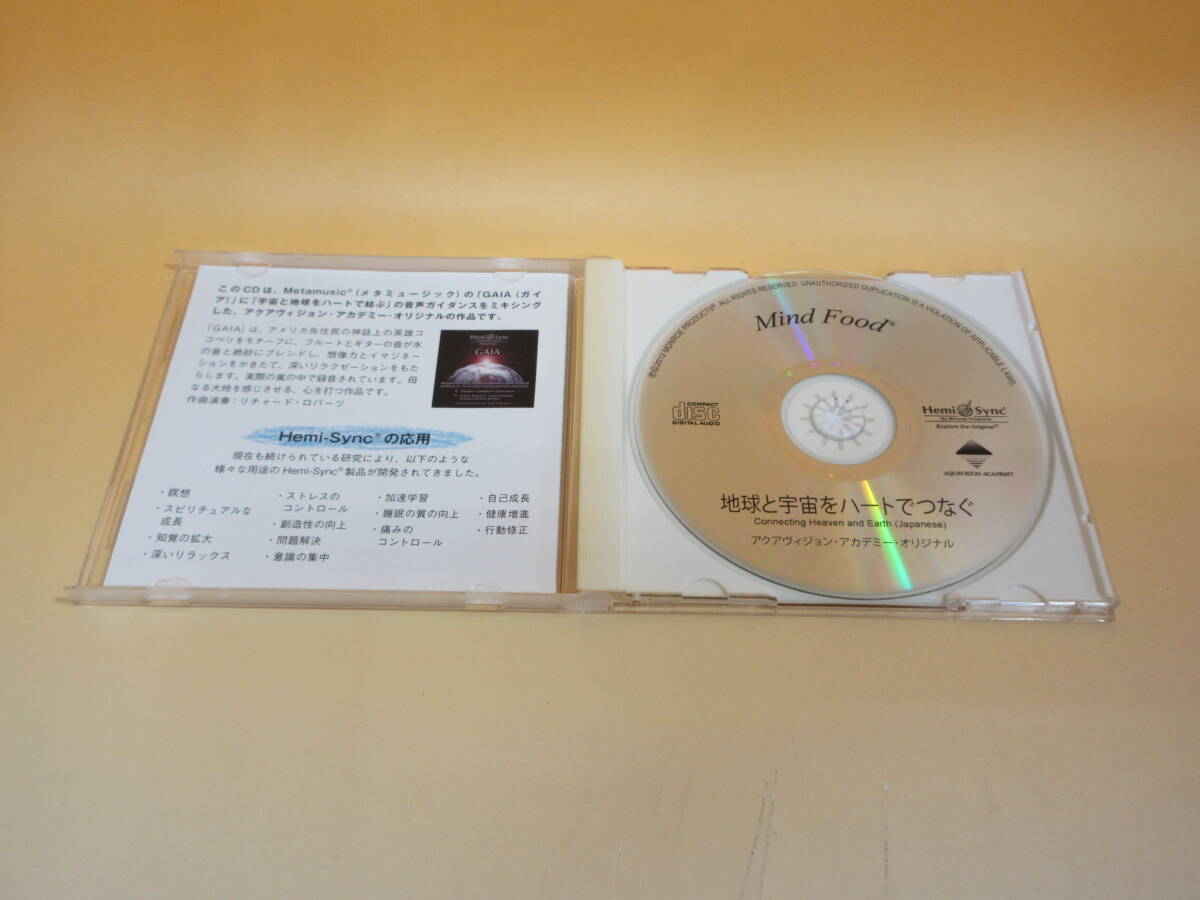 このCDは、Metamusic®(メタミュージック)の「GAIA(ガイ
ア)」に「宇宙と地球をハートで結ぶ」の音声ガイダンスをミキシング
した、アクアヴィジョン・アカデミー・オリジナルの作品です。
「GAIA」は、アメリカ先住民の神話上の英雄コ
コペリをモチーフに、フルートとギターの音が水
の音と絶妙にブレンドし、想像力とイマジネー
ションをかきたて、深いリラクゼーションをもた
らします。実際の嵐の中で録音されています。母
なる大地を感じさせる、心を打つ作品です。
作曲演奏:リチャード・ロバーツ
HEMI-SYNC
GAIA
Hemi-Sync®の応用
現在も続けられている研究により、以下のような
様々な用途のHemi-Sync®製品が開発されてきました。
・瞑想
・スピリチュアルな
成長
・知覚の拡大
・深いリラックス
・ストレスの
コントロール
・創造性の向上
・問題解決
・意識の集中
・加速学習
・睡眠の質の向上
・痛みの
コントロール
・自己成長
・健康増進
・行動修正
℗©2012 MONROE PRODUCTS®. ALL RIGHTS RESERVED. UNAUTHORIZED DUPLICATION IS A VIOLATION OF APPLICABLE LAWS.
Mind Food®
COMPACT
disc
DIGITAL AUDIO
Hemi Sync®
By Monroe Products
Explore the Original®
AQUAVISION ACADEMY
地球と宇宙をハートでつなぐ
Connecting Heaven and Earth (Japanese)
アクアヴィジョン・アカデミー・オリジナル